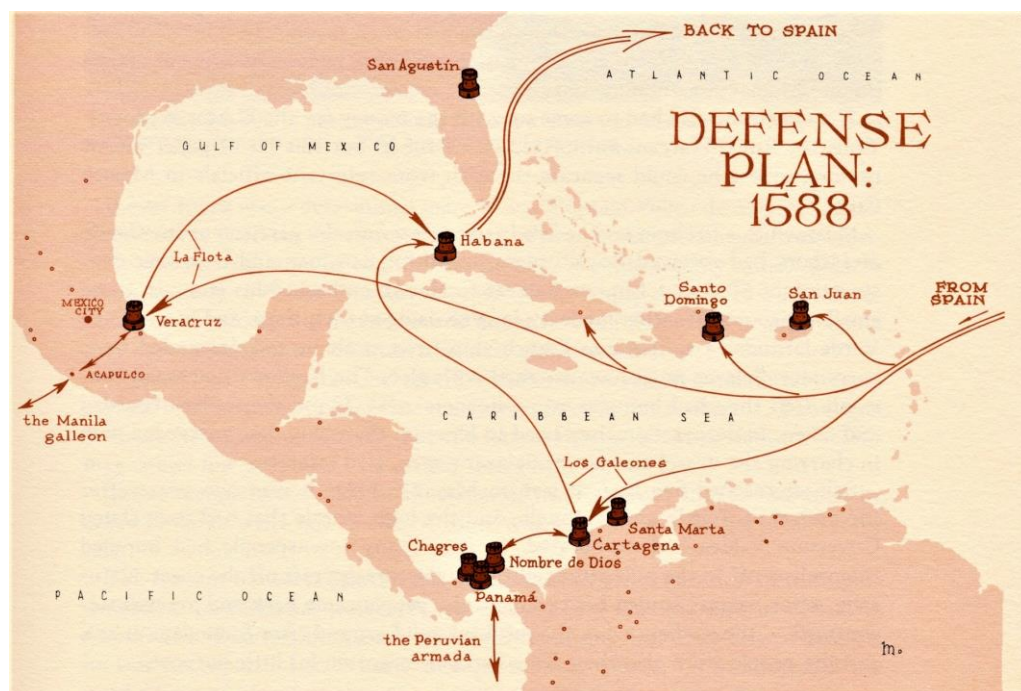 BACK TO SPAIN
San Agustín
ATLANTIC OCEAN
DEFENSE
PLAN:
1588
GULF OF MEXICO
Habana
La Flota
MEXICO
CITY
Veracruz
Santo
Domingo
San Juan
FROM
SPAIN
ACAPULCO
the Manila
galleon
CARIBBEAN SEA
Los Galeones
Santa Marta
Cartagena
Chagres
Nombre de Dios
Panamá
PACIFIC OCEAN
the Peruvian
armada
m.